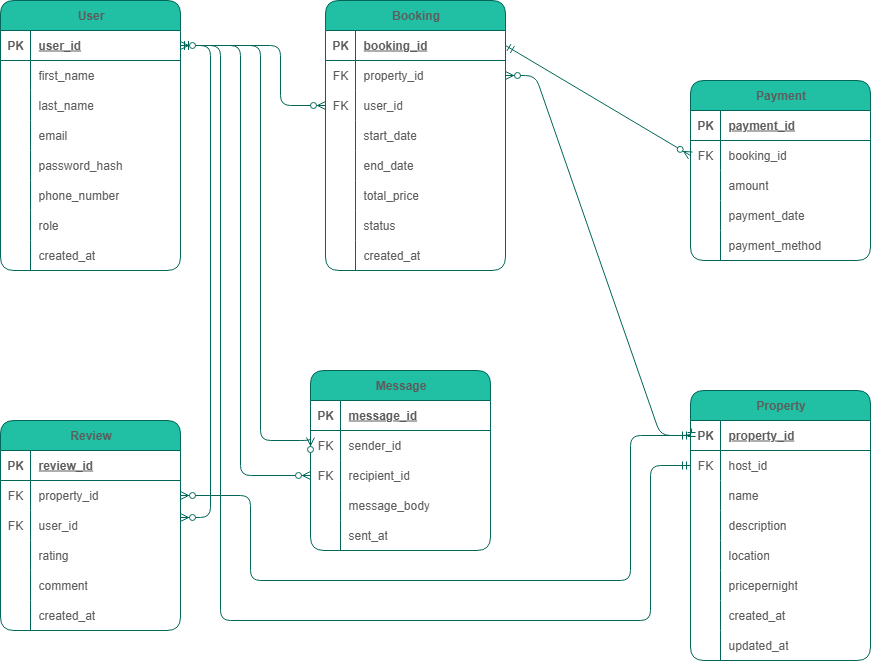 User
PK user_id
first_name
last_name
email
password_hash
phone_number
role
created_at
Booking
PK booking_id
FK property_id
FK user_id
start_date
end_date
total_price
status
created_at
Payment
PK payment_id
FK booking_id
amount
payment_date
payment_method
Message
PK message_id
FK sender_id
FK recipient_id
message_body
sent_at
Review
PK review_id
FK property_id
FK user_id
rating
comment
created_at
Property
PK property_id
FK host_id
name
description
location
pricepernight
created_at
updated_at